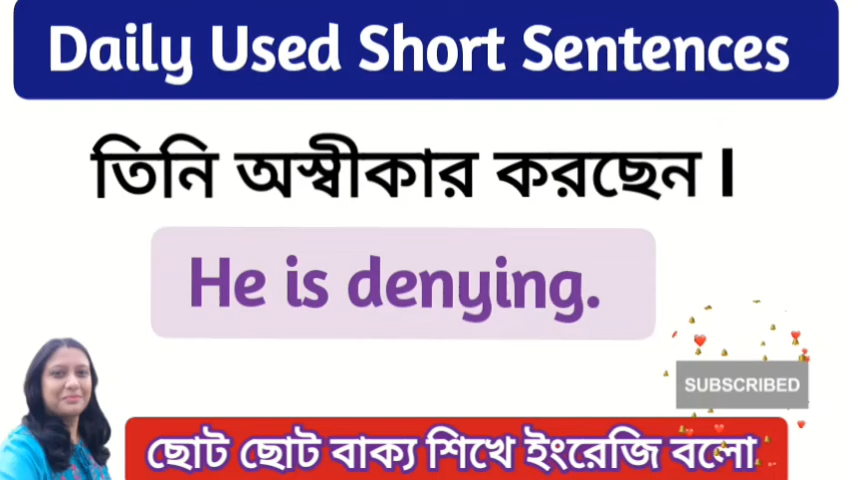 Daily Used Short Sentences
তিনি অস্বীকার করছেন ।
He is denying.
SUBSCRIBED
ছোট ছোট বাক্য শিখে ইংরেজি বলো